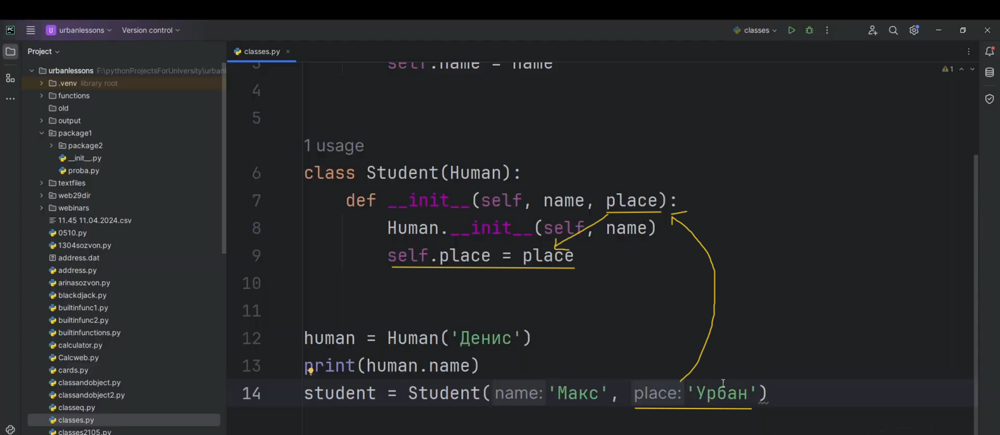 PC
U urbanlessons
Version control
classes
Project
classes.py
urbanlessons F:\pythonProjectsForUniversity\urban
.venv library root
functions
old
output
package1
package2
__init__.py
proba.py
textfiles
web29dir
webinars
11.45 11.04.2024.csv
0510.py
1304sozvon.py
address.dat
address.py
arinasozvon.py
blackdjack.py
builtinfunc1.py
builtinfunc2.py
builtinfunctions.py
calculator.py
Calcweb.py
cards.py
classandobject.py
classandobject2.py
classeq.py
classes.py
classes2105.py
1
3 self.name = name
4
5
1 usage
6 class Student(Human):
7 def __init__(self, name, place):
8 Human.__init__(self, name)
9 self.place = place
10
11
12 human = Human('Денис')
13 print(human.name)
14 student = Student(name: 'Макс', place: 'Урбан')